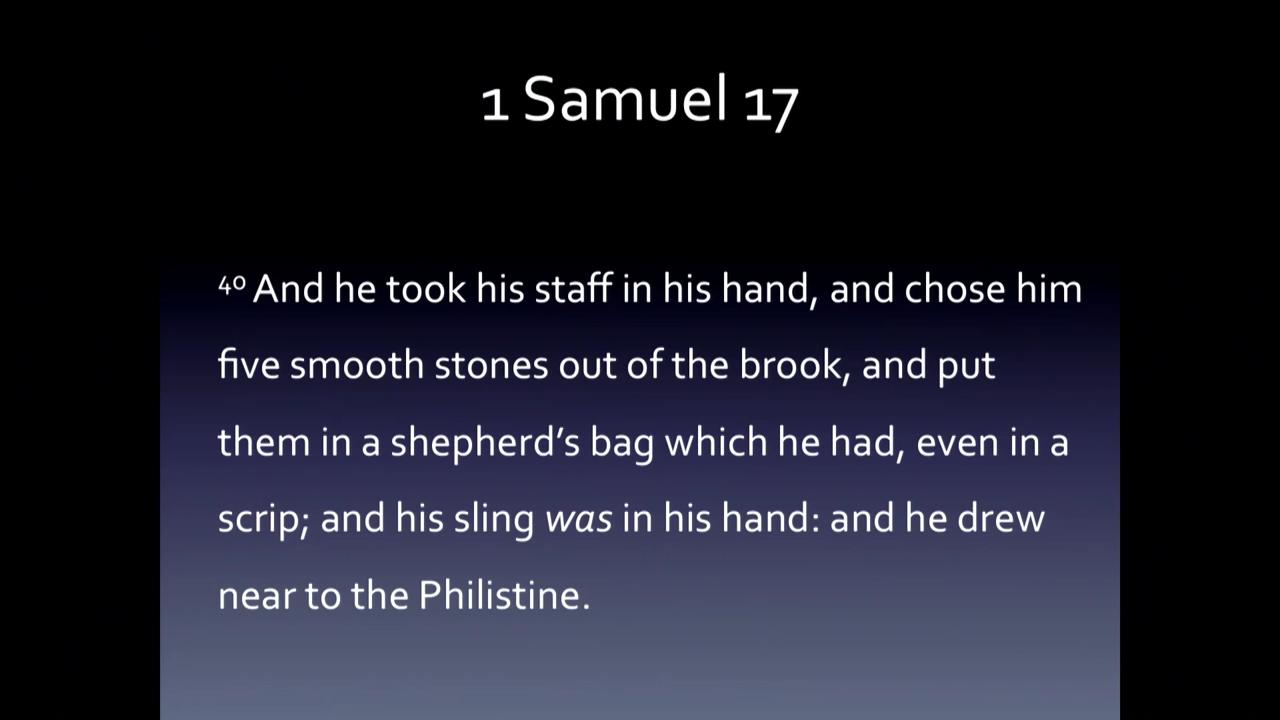 1 Samuel 17
40 And he took his staff in his hand, and chose him
five smooth stones out of the brook, and put
them in a shepherd’s bag which he had, even in a
scrip; and his sling was in his hand: and he drew
near to the Philistine.